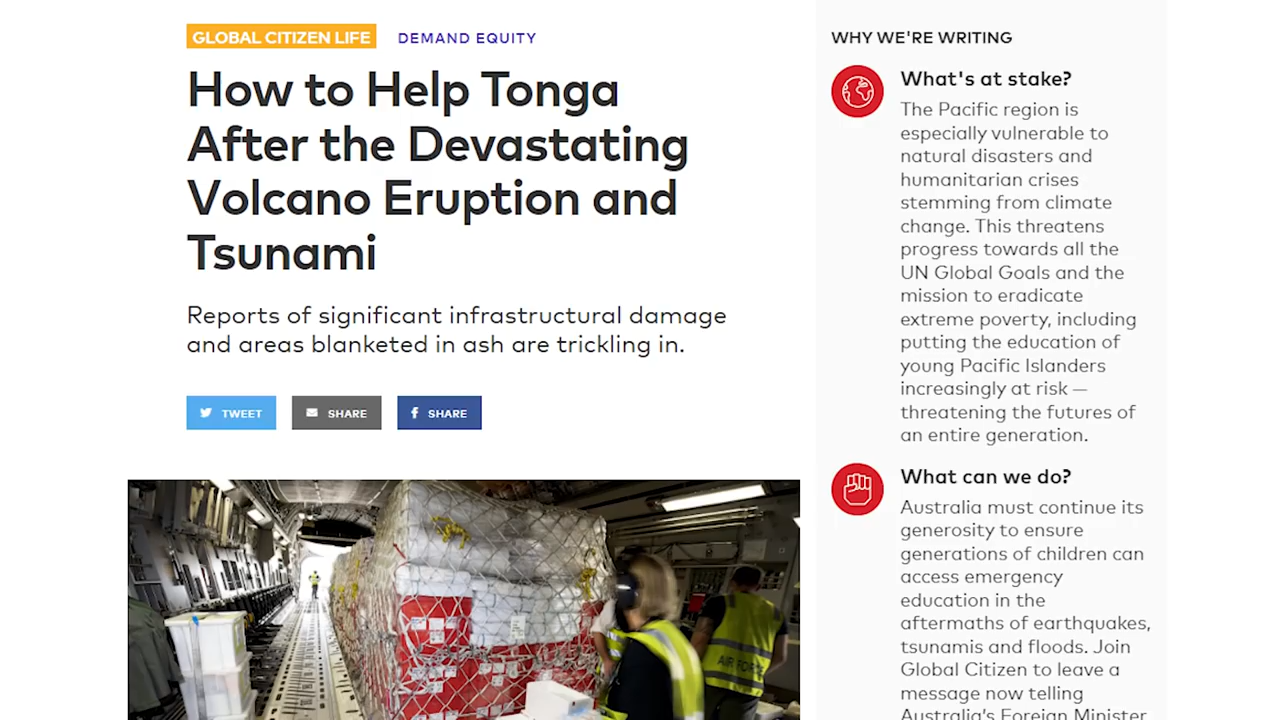 GLOBAL CITIZEN LIFE DEMAND EQUITY
How to Help Tonga
After the Devastating
Volcano Eruption and
Tsunami
Reports of significant infrastructural damage
and areas blanketed in ash are trickling in.
TWEET SHARE SHARE
AIR FORCE
WHY WE'RE WRITING
What's at stake?
The Pacific region is
especially vulnerable to
natural disasters and
humanitarian crises
stemming from climate
change. This threatens
progress towards all the
UN Global Goals and the
mission to eradicate
extreme poverty, including
putting the education of
young Pacific Islanders
increasingly at risk —
threatening the futures of
an entire generation.
What can we do?
Australia must continue its
generosity to ensure
generations of children can
access emergency
education in the
aftermaths of earthquakes,
tsunamis and floods. Join
Global Citizen to leave a
message now telling
Australia's Foreign Minister